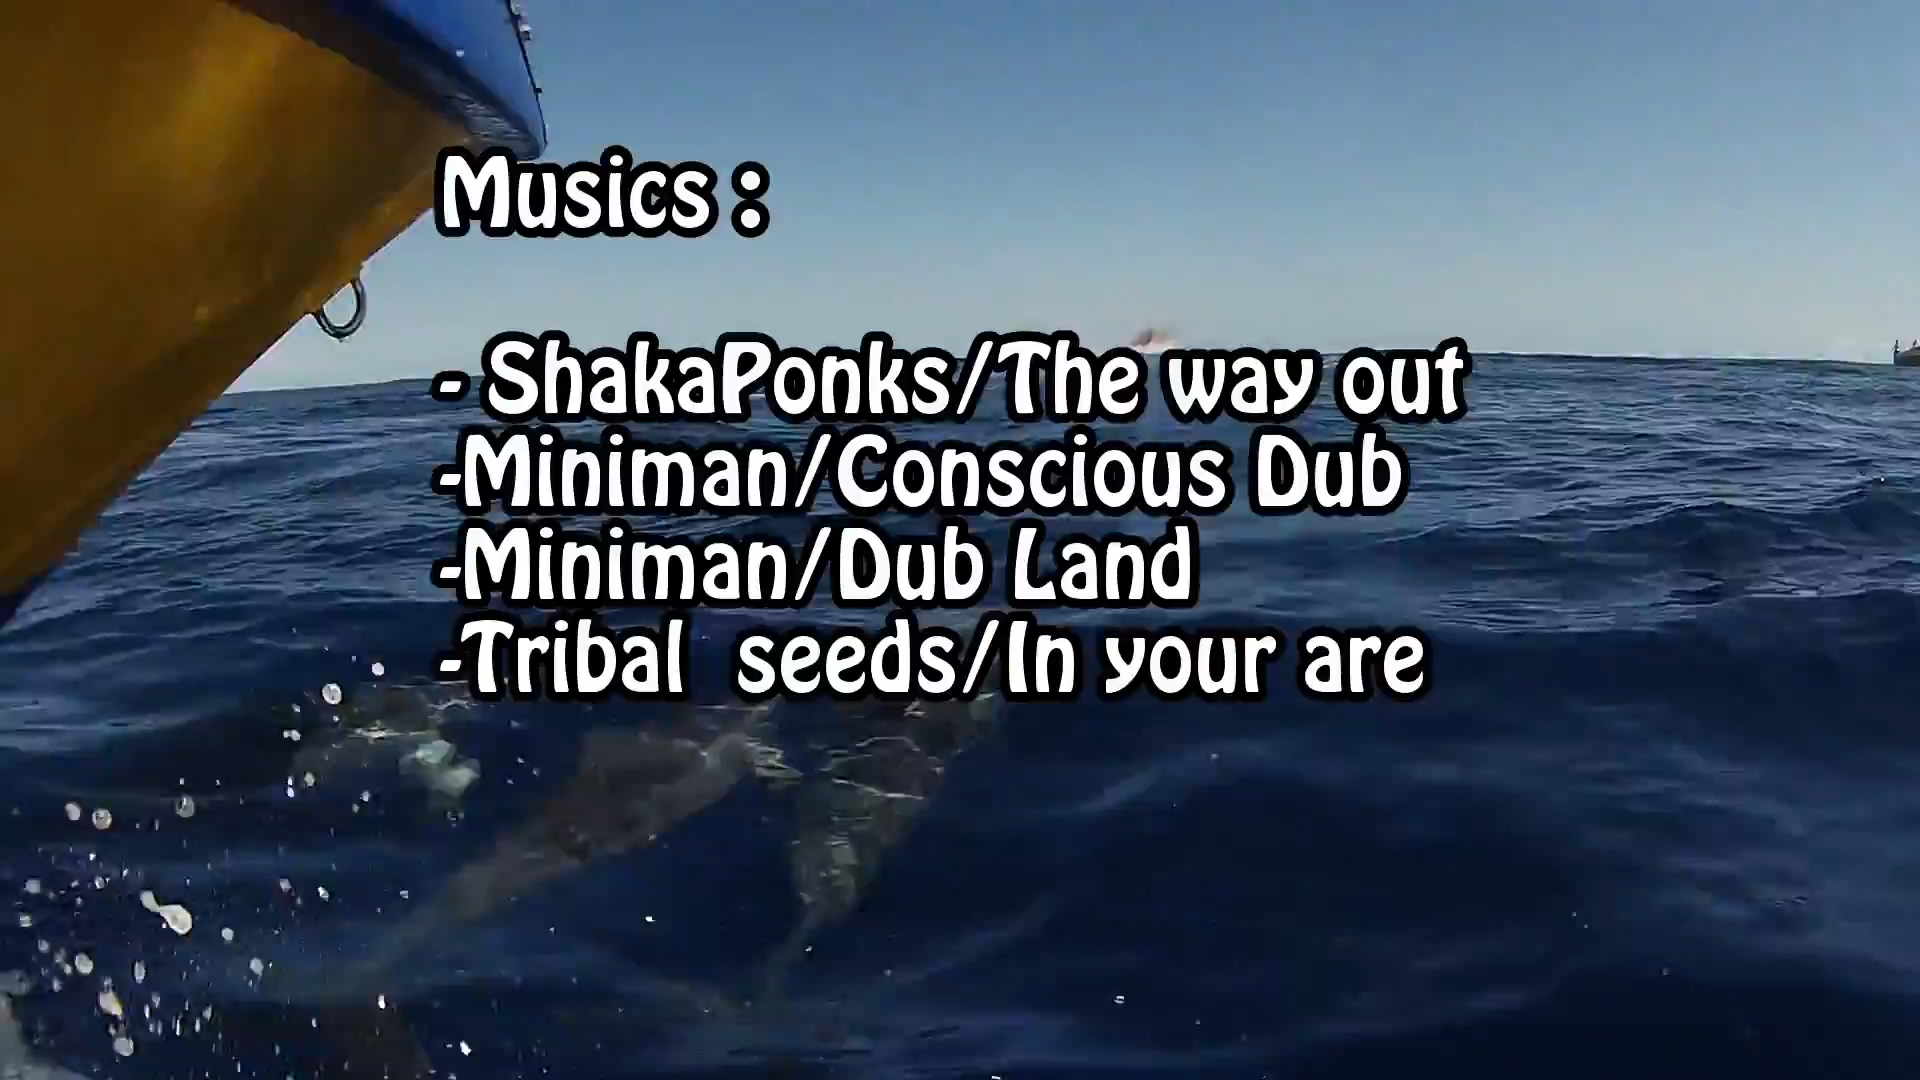 Musics :
- ShakaPonks/The way out
-Miniman/Conscious Dub
-Miniman/Dub Land
-Tribal  seeds/In your are